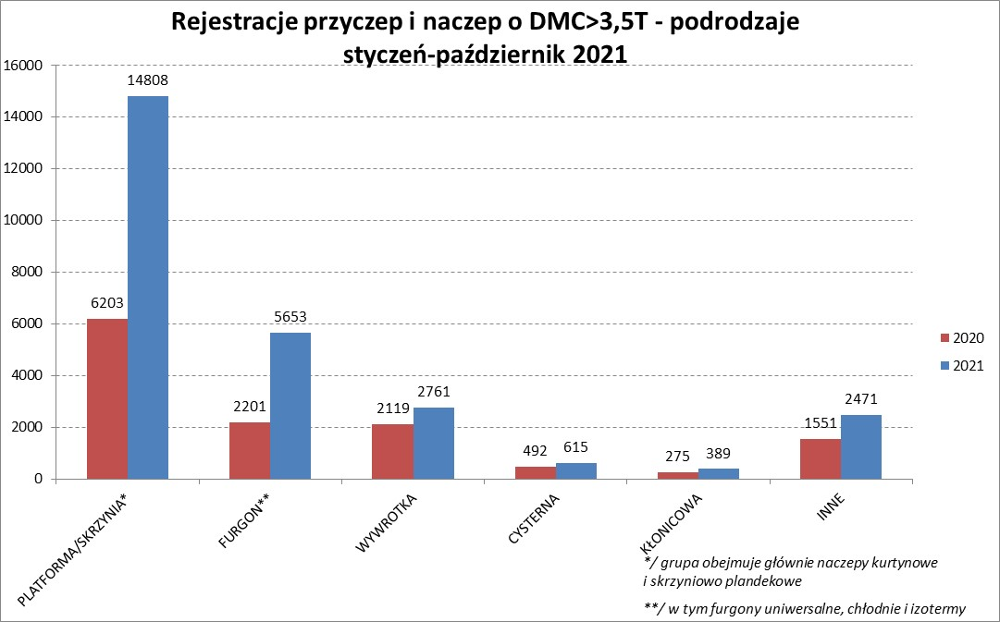 Rejestracje przyczep i naczep o DMC>3,5T - podrodzaje
styczeń-październik 2021
16000
14000
12000
10000
8000
6000
4000
2000
0
6203
14808
2201
5653
2119
2761
492
615
275
389
1551
2471
2020
2021
PLATFORMA/SKRZYNIA*
FURGON**
WYWROTKA
CYSTERNA
KŁONICOWA
INNE
*/ grupa obejmuje głównie naczepy kurtynowe
i skrzyniowo plandekowe
**/ w tym furgony uniwersalne, chłodnie i izotermy